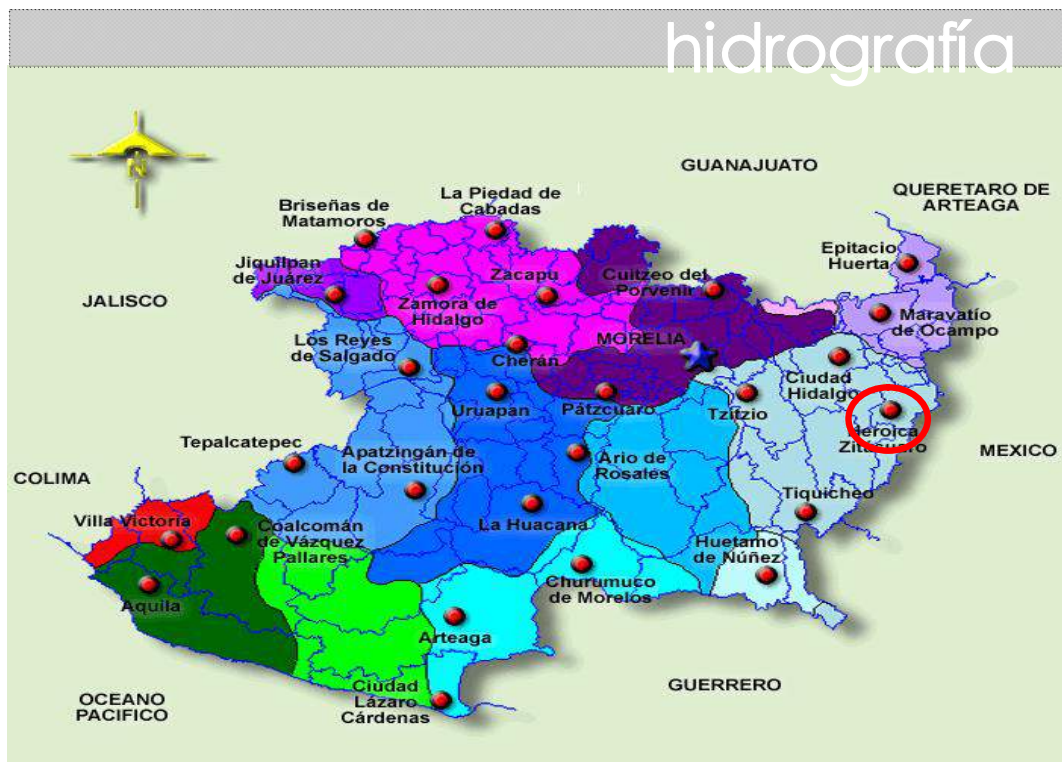 hidrografía
N
GUANAJUATO
QUERETARO DE
ARTEAGA
La Piedad de
Cabadas
Briseñas de
Matamoros
Epitacio
Huerta
Jiquilpan
de Juárez
Zacapu
Cuitzeo del
Porvenir
JALISCO
Zamora de
Hidalgo
Maravatío
de Ocampo
MORELIA
Los Reyes
de Salgado
Cherán
Ciudad
Hidalgo
Uruapan
Pátzcuaro
Tzitzio
Heroica
Zitácuaro
Tepalcatepec
Apatzingán de
la Constitución
Ario de
Rosales
MEXICO
COLIMA
Tiquicheo
Villa Victoria
Coalcomán
de Vázquez
Pallares
La Huacana
Huetamo
de Núñez
Churumuco
de Morelos
Aquila
Arteaga
Ciudad
Lázaro
Cárdenas
GUERRERO
OCEANO
PACIFICO